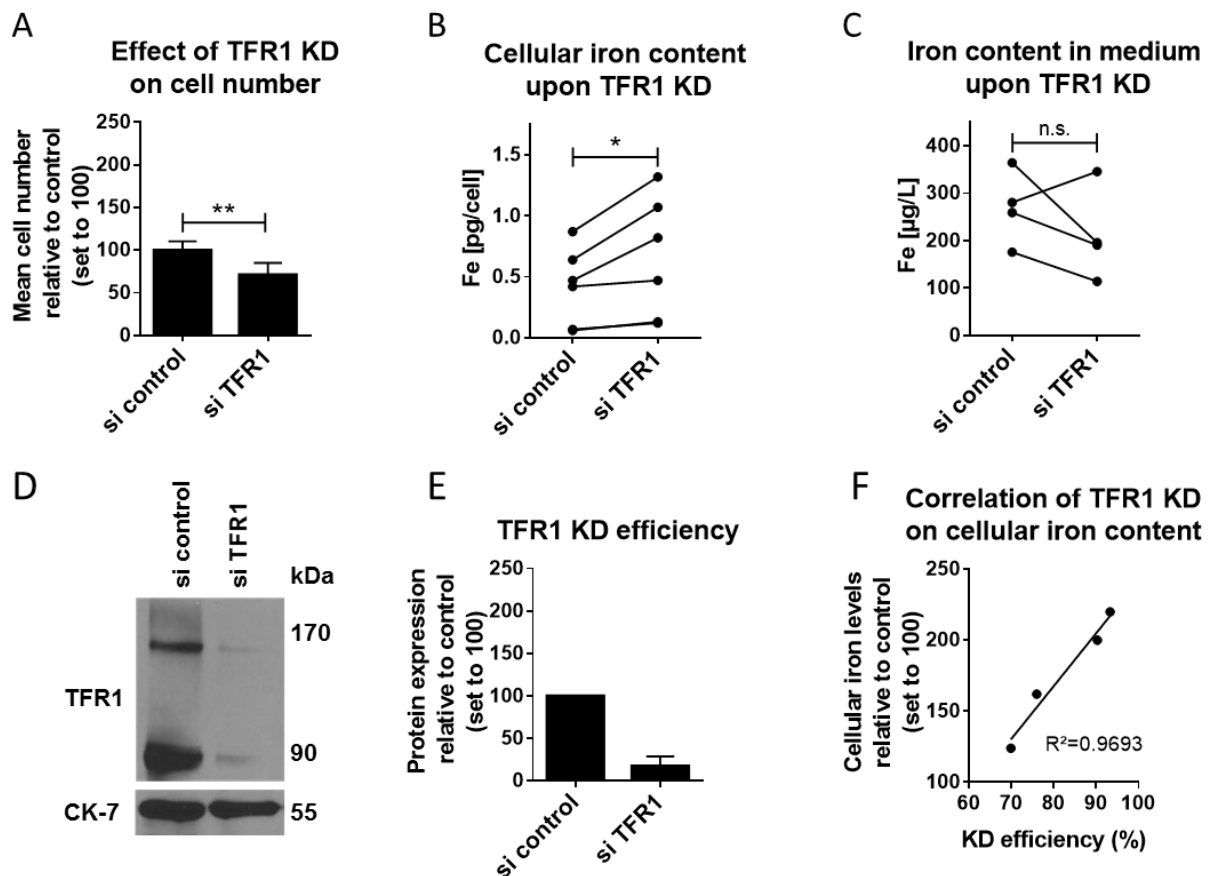 A
Effect of TFR1 KD
on cell number
Mean cell number
relative to control
(set to 100)
250
200
150
100
50
0
**
si control
si TFR1
B
Cellular iron content
upon TFR1 KD
Fe [pg/cell]
1.5
1.0
0.5
0.0
*
si control
si TFR1
C
Iron content in medium
upon TFR1 KD
Fe [µg/L]
400
300
200
100
0
n.s.
si control
si TFR1
D
si control
si TFR1
kDa
170
TFR1
90
CK-7
55
E
TFR1 KD efficiency
Protein expression
relative to control
(set to 100)
250
200
150
100
50
0
si control
si TFR1
F
Correlation of TFR1 KD
on cellular iron content
Cellular iron levels
relative to control
(set to 100)
250
200
150
100
R²=0.9693
60 70 80 90 100
KD efficiency (%)